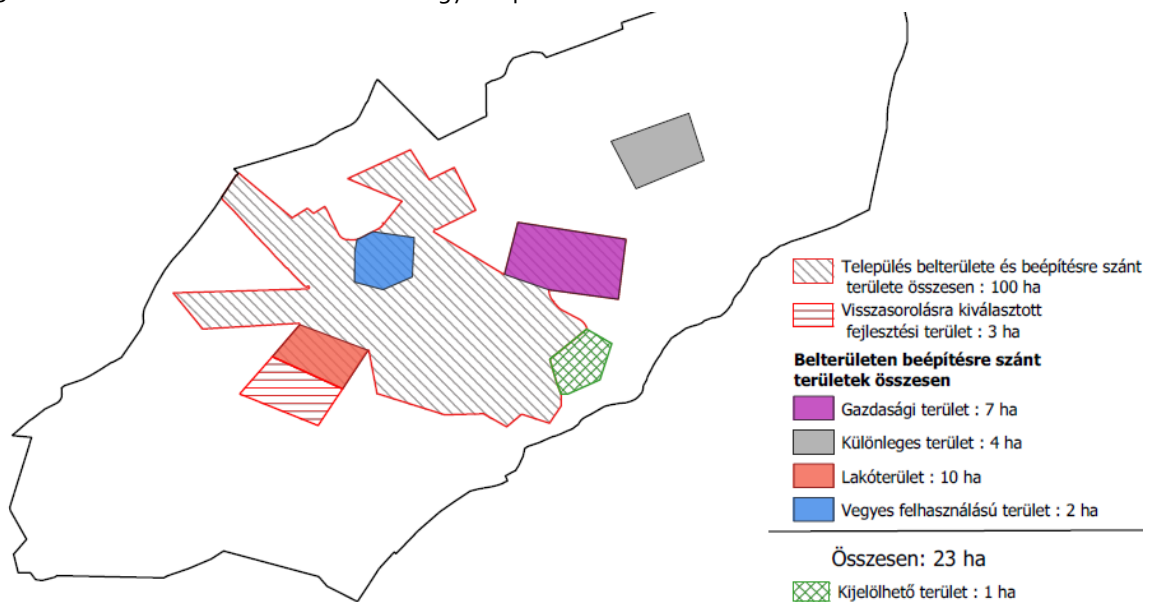 Település belterülete és beépítésre szánt
területe összesen : 100 ha
Visszasorolásra kiválasztott
fejlesztési terület : 3 ha
Belterületen beépítésre szánt
területek összesen
Gazdasági terület : 7 ha
Különleges terület : 4 ha
Lakóterület : 10 ha
Vegyes felhasználású terület : 2 ha
Összesen: 23 ha
Kijelölhető terület : 1 ha